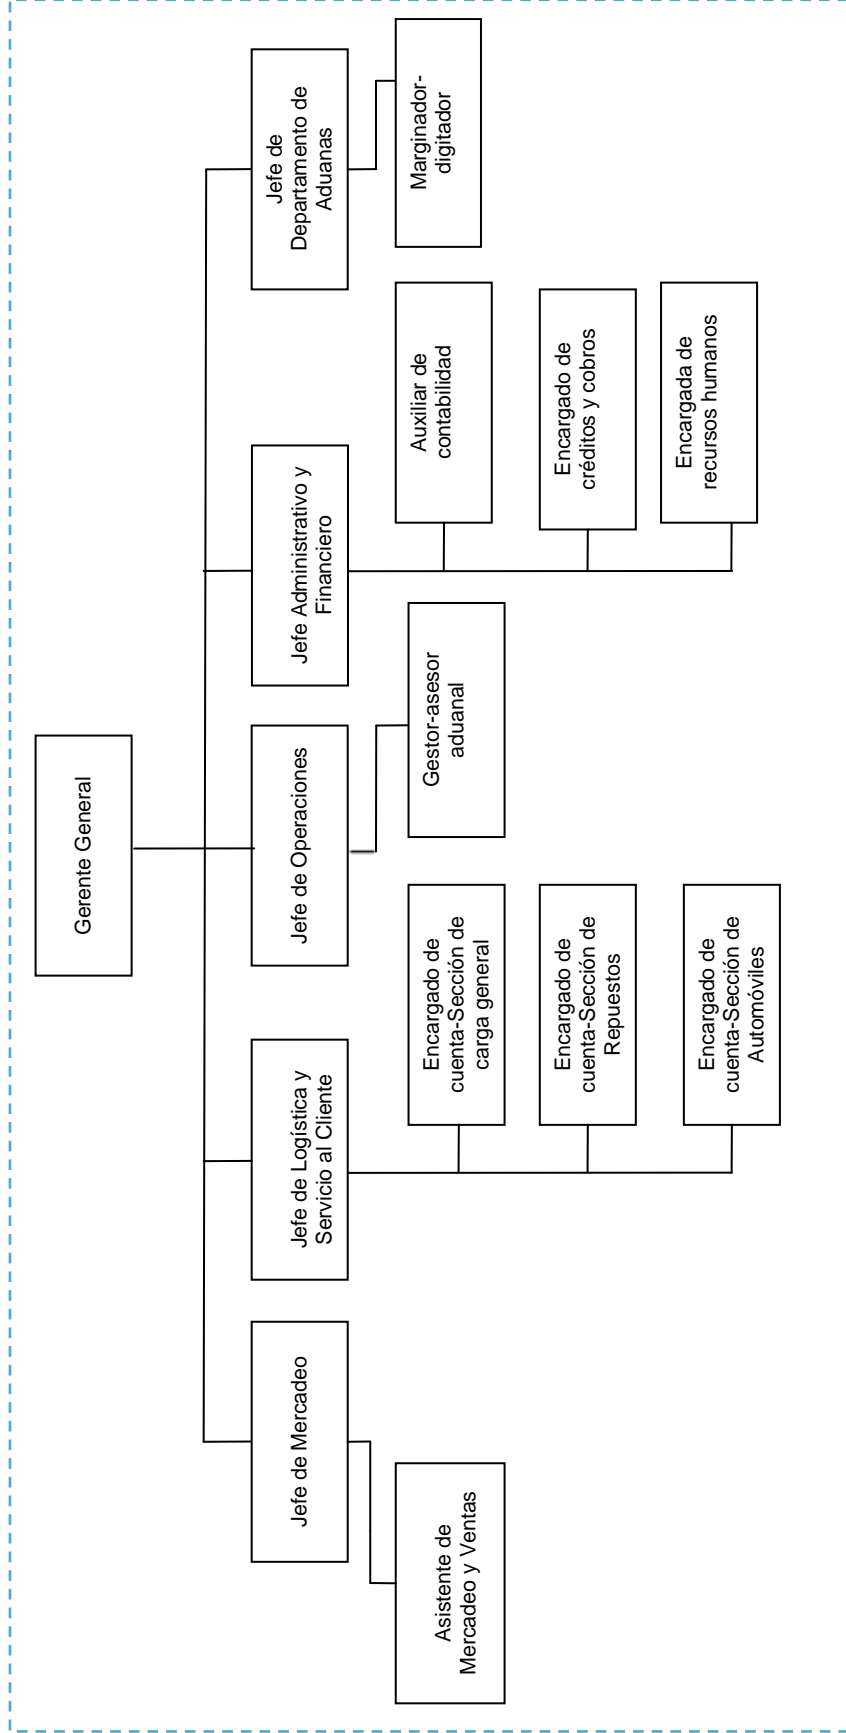 Gerente General
Jefe de Mercadeo
Jefe de Logística y
Servicio al Cliente
Jefe de Operaciones
Jefe Administrativo y
Financiero
Jefe de
Departamento de
Aduanas
Asistente de
Mercadeo y Ventas
Encargado de
cuenta-Sección de
carga general
Encargado de
cuenta-Sección de
Repuestos
Encargado de
cuenta-Sección de
Automóviles
Gestor-asesor
aduanal
Auxiliar de
contabilidad
Encargado de
créditos y cobros
Encargada de
recursos humanos
Marginador-
digitador